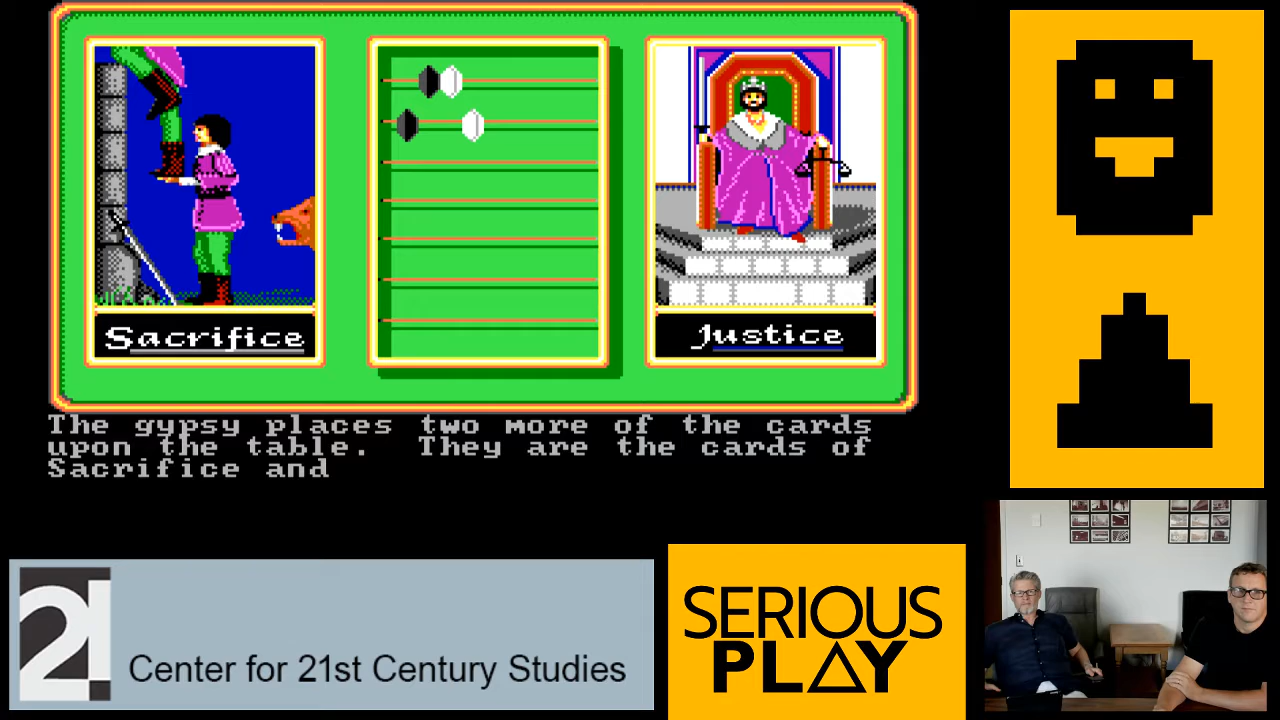 Sacrifice
Justice
The gypsy places two more of the cards
upon the table. They are the cards of
Sacrifice and
21
Center for 21st Century Studies
SERIOUS
PLAY